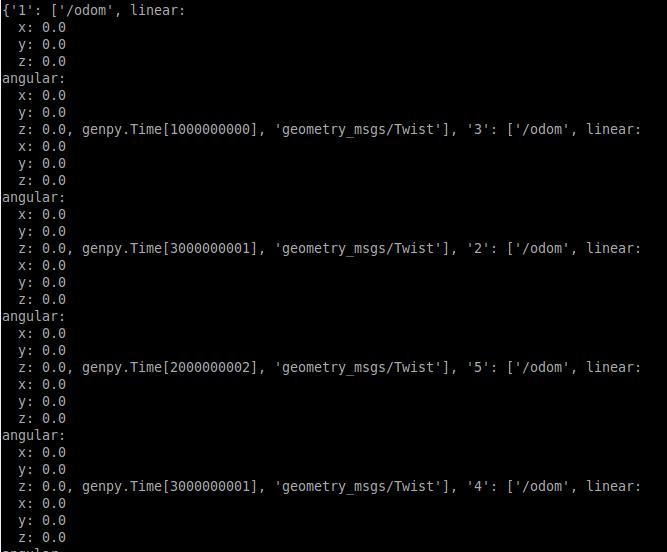 {'1': ['/odom', linear:
  x: 0.0
  y: 0.0
  z: 0.0
angular:
  x: 0.0
  y: 0.0
  z: 0.0, genpy.Time[1000000000], 'geometry_msgs/Twist'], '3': ['/odom', linear:
  x: 0.0
  y: 0.0
  z: 0.0
angular:
  x: 0.0
  y: 0.0
  z: 0.0, genpy.Time[3000000001], 'geometry_msgs/Twist'], '2': ['/odom', linear:
  x: 0.0
  y: 0.0
  z: 0.0
angular:
  x: 0.0
  y: 0.0
  z: 0.0, genpy.Time[2000000002], 'geometry_msgs/Twist'], '5': ['/odom', linear:
  x: 0.0
  y: 0.0
  z: 0.0
angular:
  x: 0.0
  y: 0.0
  z: 0.0, genpy.Time[3000000001], 'geometry_msgs/Twist'], '4': ['/odom', linear:
  x: 0.0
  y: 0.0
  z: 0.0